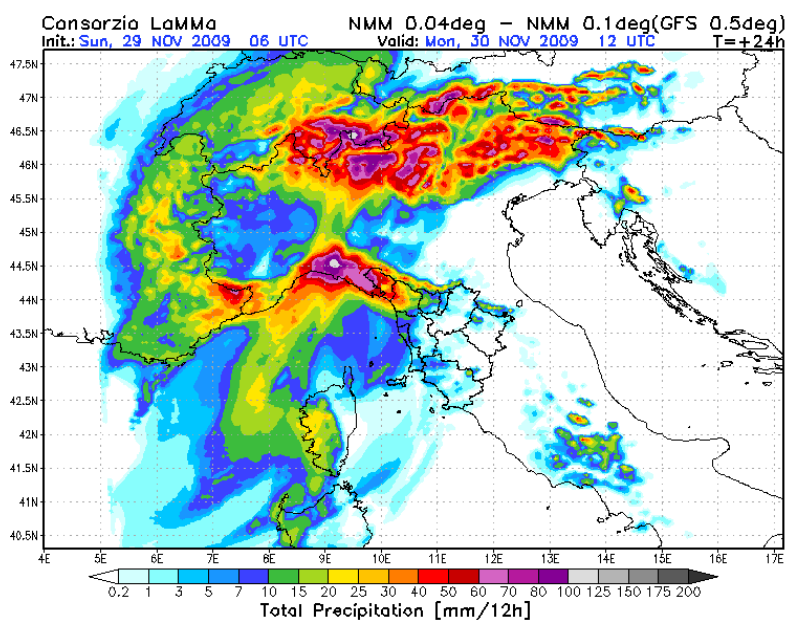 Consorzio LaMMa NMM 0.04deg – NMM 0.1deg(GFS 0.5deg)
Init.: Sun, 29 NOV 2009 06 UTC Valid: Mon, 30 NOV 2009 12 UTC T=+24h
47.5N
47N
46.5N
46N
45.5N
45N
44.5N
44N
43.5N
43N
42.5N
42N
41.5N
41N
40.5N
4E 5E 6E 7E 8E 9E 10E 11E 12E 13E 14E 15E 16E 17E
0.2 1 3 5 7 10 15 20 25 30 40 50 60 70 80 100 125 150 175 200
Total Precipitation [mm/12h]